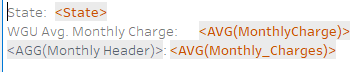 State: <State>
WGU Avg. Monthly Charge: <AVG(MonthlyCharge)>
<AGG(Monthly Header)>: <AVG(Monthly_Charges)>